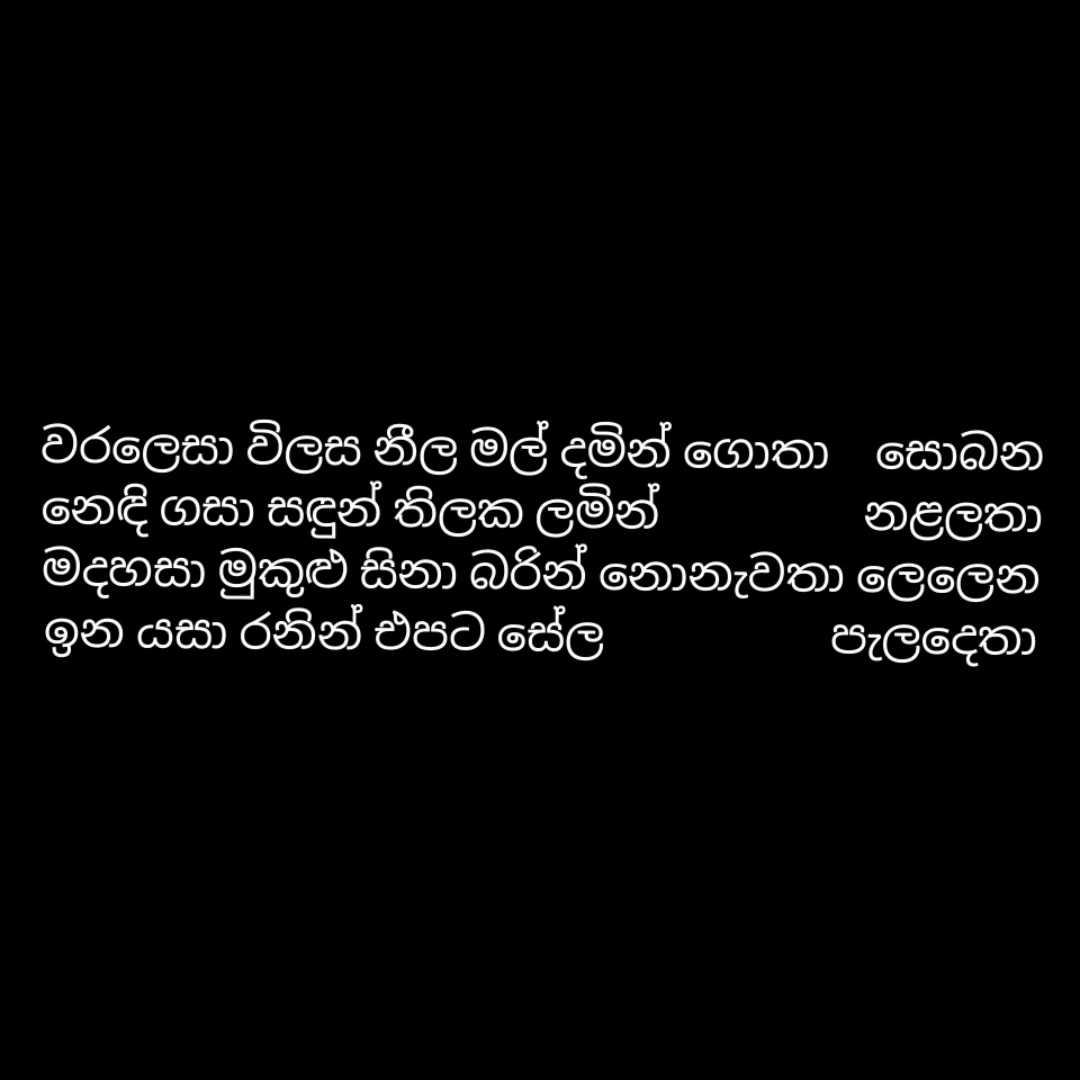 වරලෙසා විලස නීල මල් දමින් ගොතා සොබන
නෙඳි ගසා සඳුන් තිලක ලමින් නළලතා
මදහසා මුකුළු සිනා බරින් නොනැවතා ලෙලෙන
ඉන යසා රනින් එපට සේල පැලදෙතා